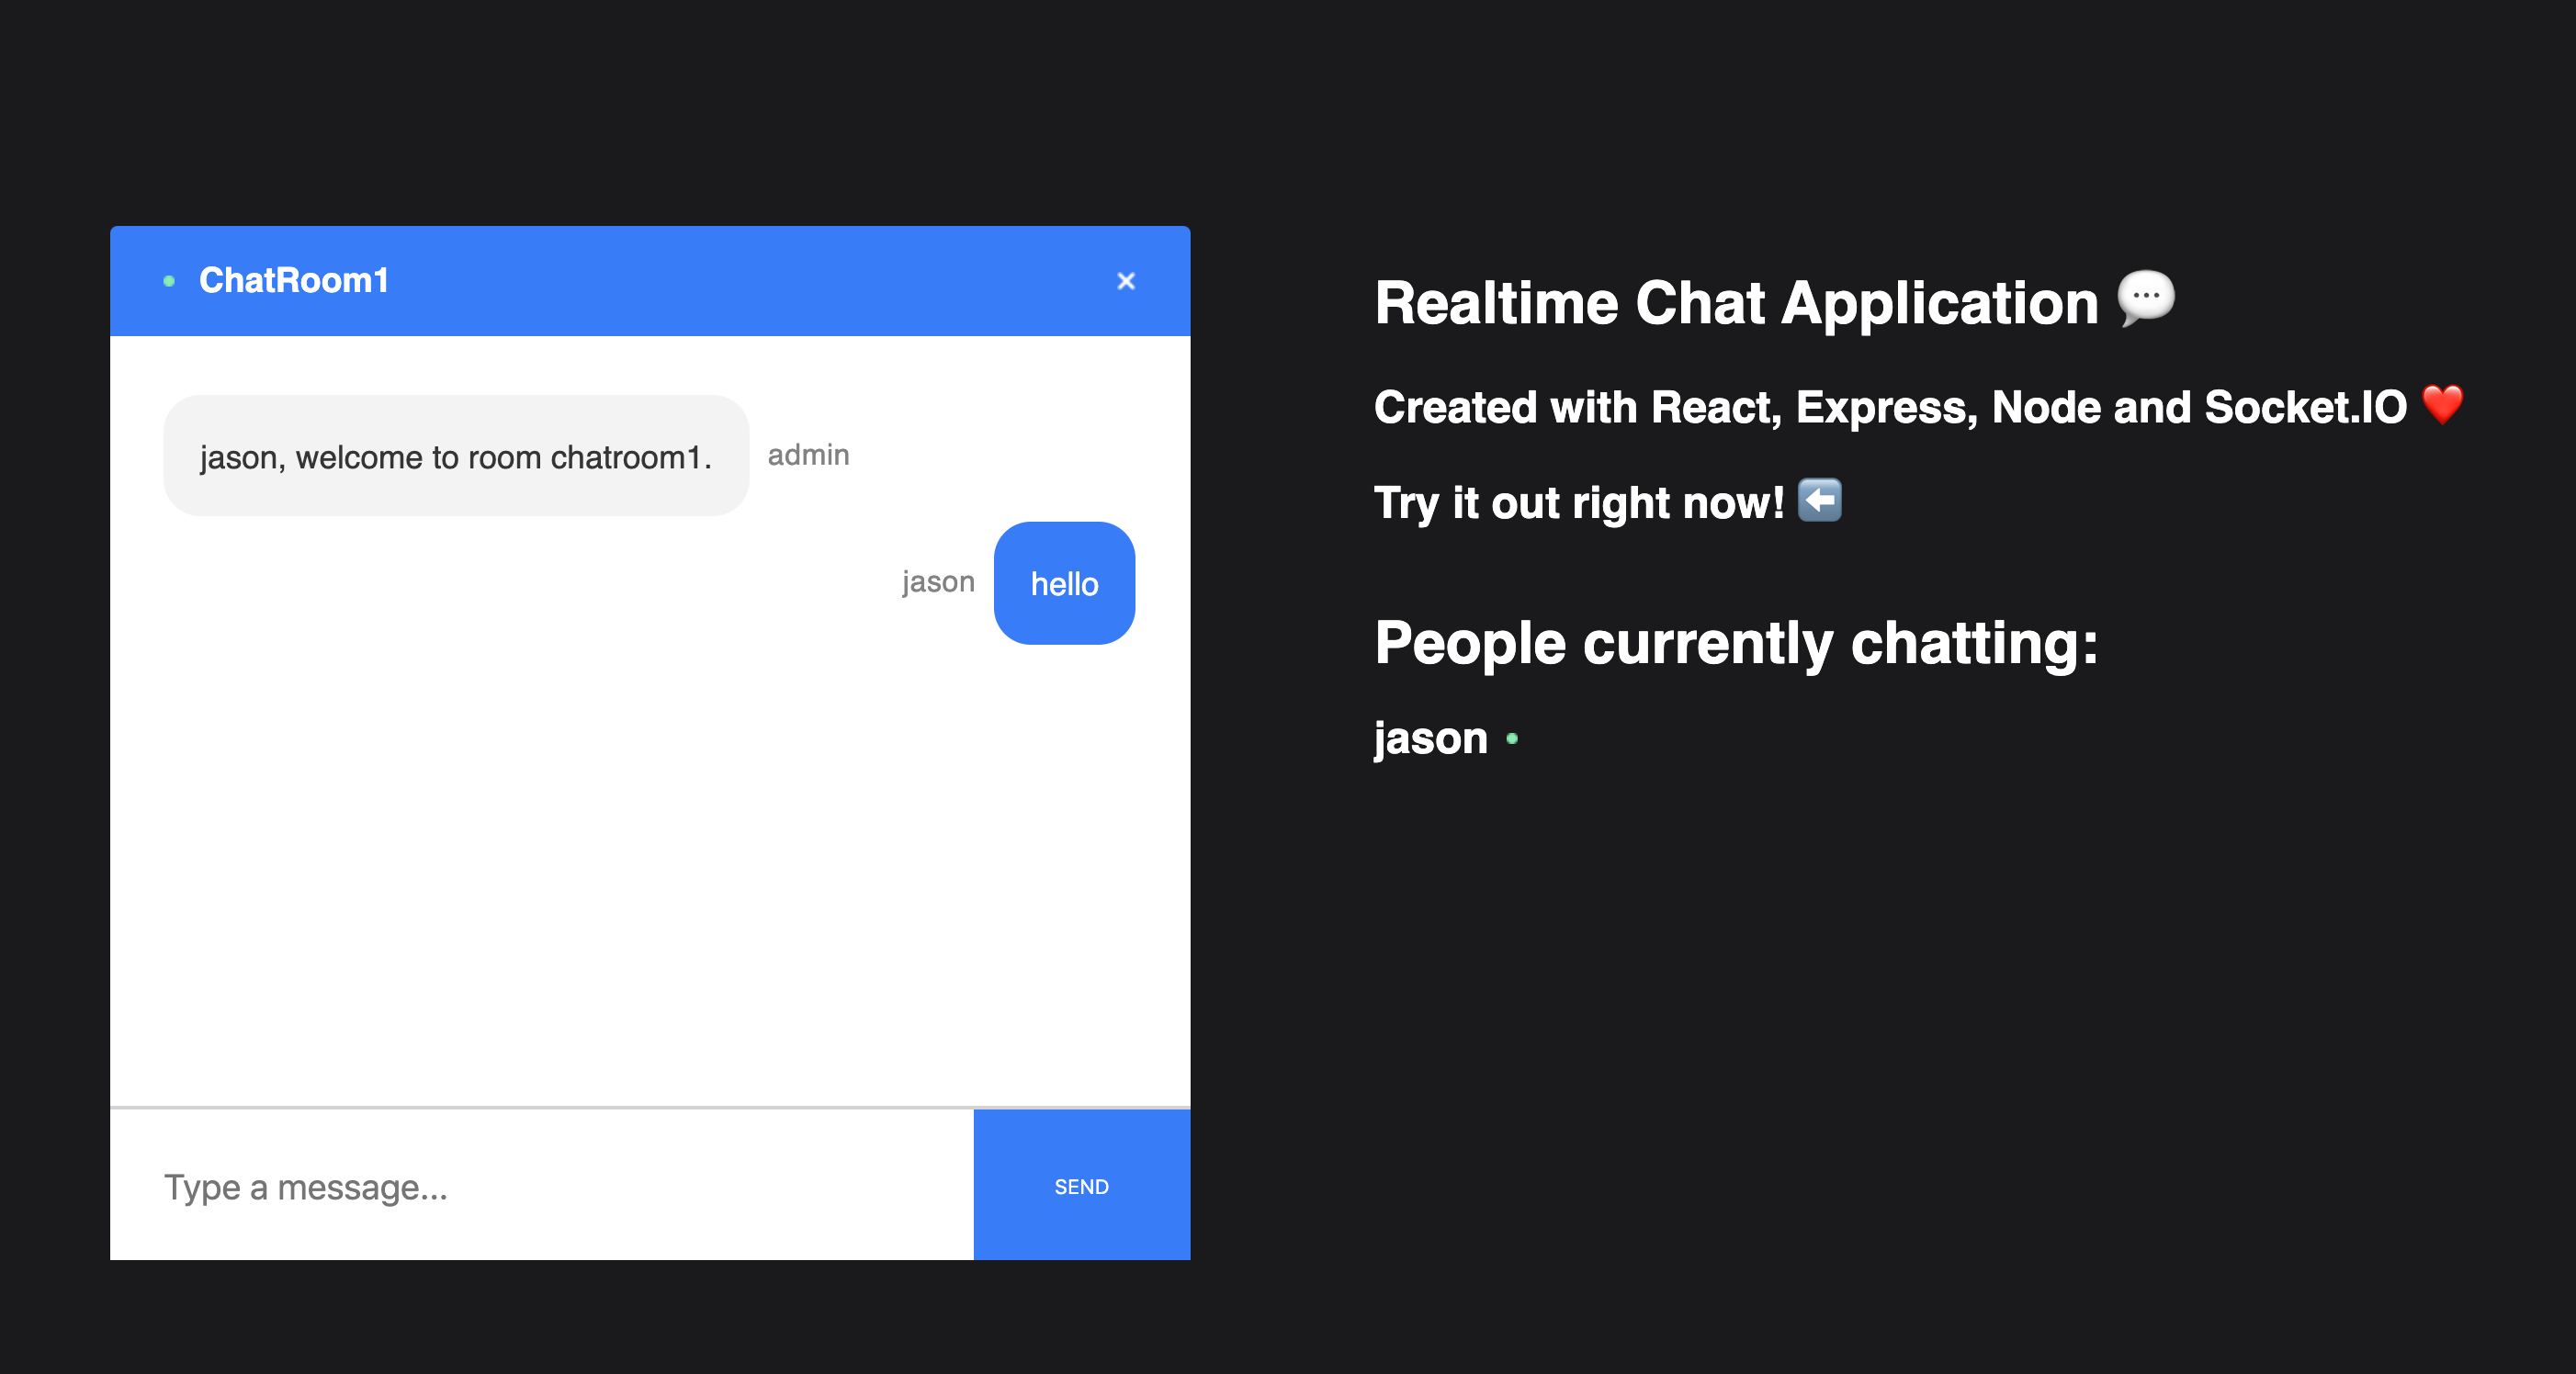 ChatRoom1
jason, welcome to room chatroom1.
admin
jason
hello
Type a message...
SEND
Realtime Chat Application 💬
Created with React, Express, Node and Socket.IO ❤️
Try it out right now! ⬅️
People currently chatting:
jason